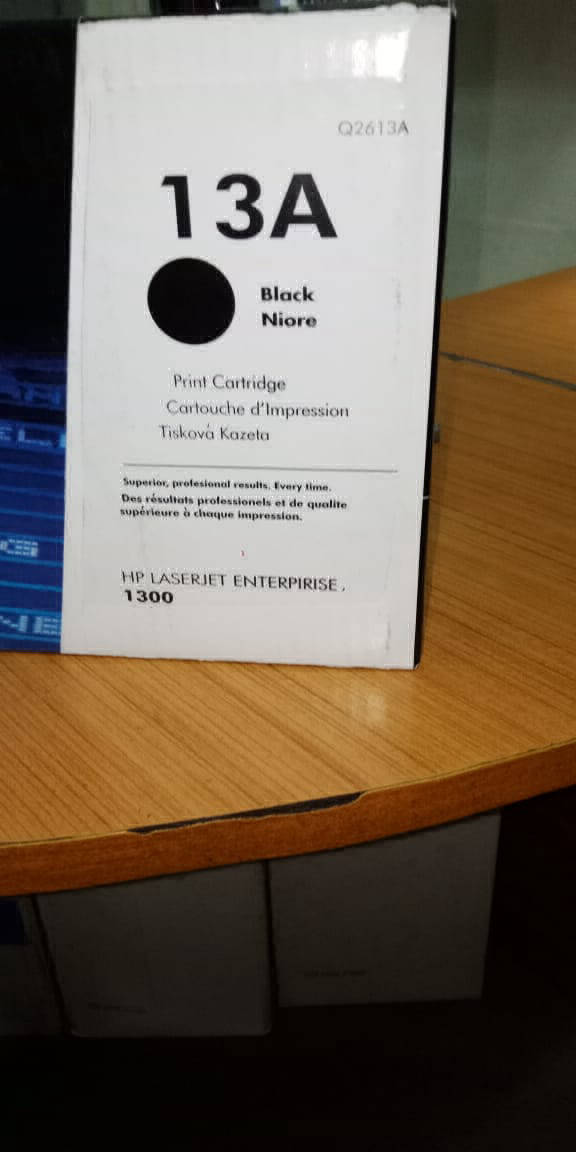 Q2613A
13A
Black
Niore
Print Cartridge
Cartouche d'Impression
Tisková Kazeta
Superior, profesional results. Every time.
Des résultats professionels et de qualite
supérieure à chaque impression.
HP LASERJET ENTERPIRISE .
1300